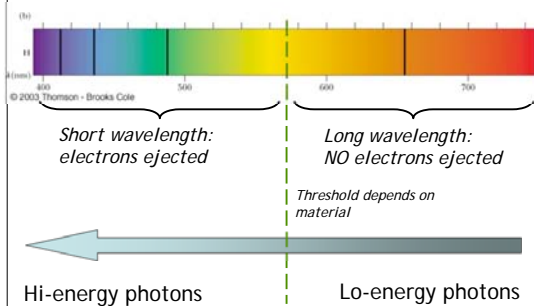 (b)
H
λ(nm)
400 500 600 700
© 2003 Thomson - Brooks Cole
Short wavelength:
electrons ejected
Long wavelength:
NO electrons ejected
Threshold depends on
material
Hi-energy photons
Lo-energy photons